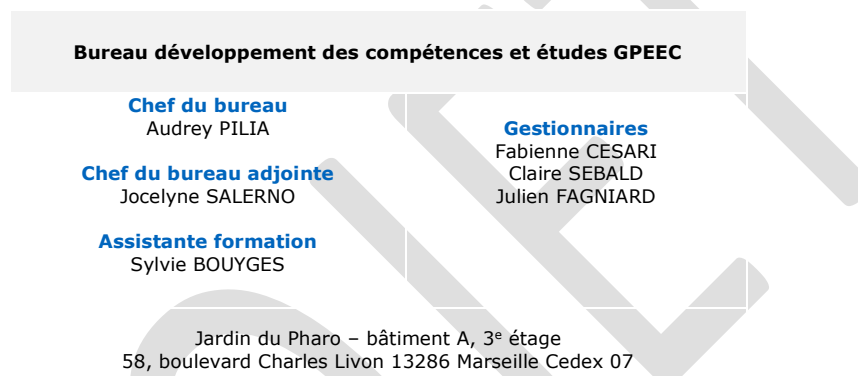 Bureau développement des compétences et études GPEEC
Chef du bureau
Audrey PILIA
Chef du bureau adjointe
Jocelyne SALERNO
Assistante formation
Sylvie BOUYGES
Gestionnaires
Fabienne CESARI
Claire SEBALD
Julien FAGNIARD
Jardin du Pharo – bâtiment A, 3e étage
58, boulevard Charles Livon 13286 Marseille Cedex 07